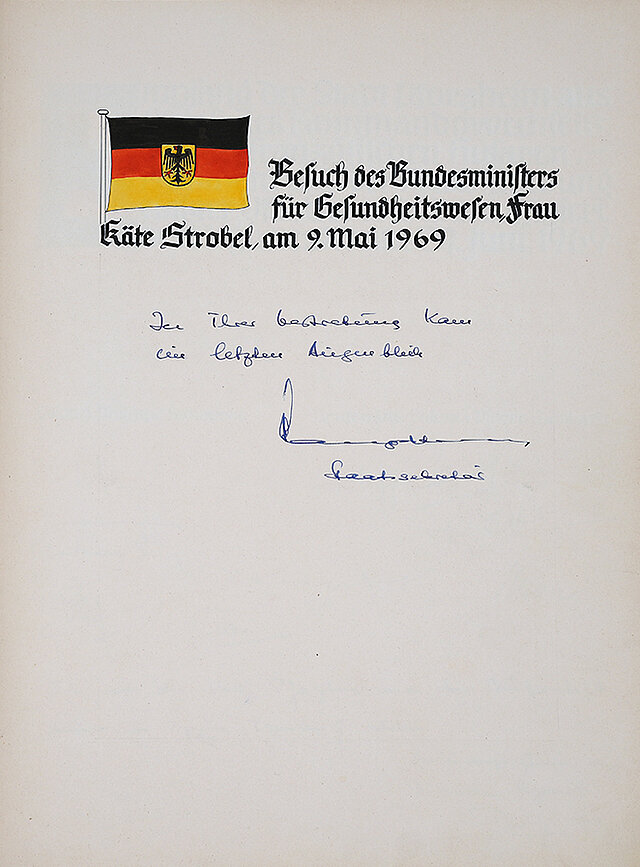 Besuch des Bundesministers
für Gesundheitswesen, Frau
Käte Strobel, am 9. Mai 1969
In Ihrer Vertretung kam
im letzten Augenblick
Staatssekretär